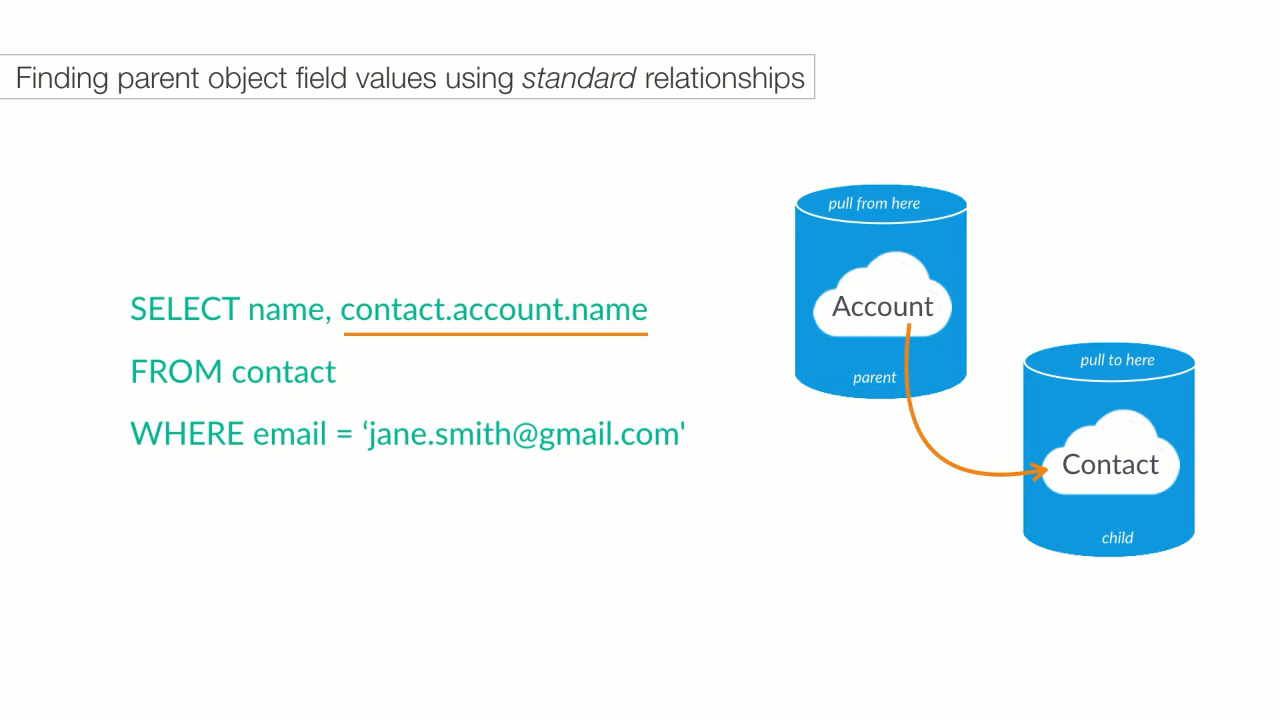 Finding parent object field values using standard relationships
pull from here
Account
parent
SELECT name, contact.account.name
FROM contact
WHERE email = ‘jane.smith@gmail.com'
pull to here
Contact
child